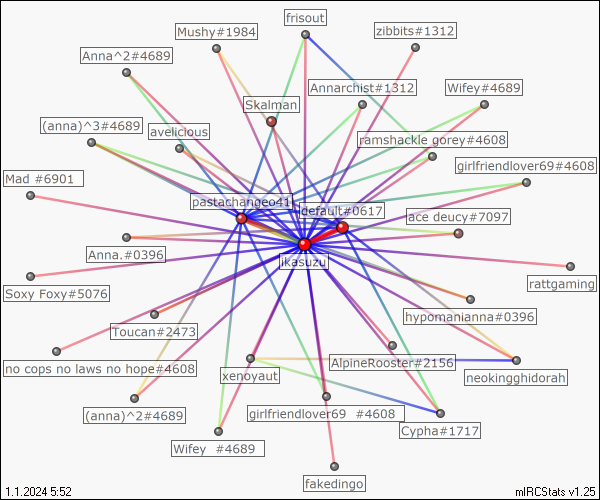 frisout
Mushy#1984
zibbits#1312
Anna^2#4689
Annarchist#1312
Wifey#4689
Skalman
(anna)^3#4689
avelicious
ramshackle gorey#4608
girlfriendlover69#4608
Mad #6901
pastachangeo41
default#0617
ace deucy#7097
Anna.#0396
ikasuzu
rattgaming
Soxy Foxy#5076
hypomanianna#0396
Toucan#2473
AlpineRooster#2156
no cops no laws no hope#4608
xenoyaut
neokingghidorah
(anna)^2#4689
girlfriendlover69 #4608
Cypha#1717
Wifey #4689
fakedingo
1.1.2024 5:52
mIRCStats v1.25